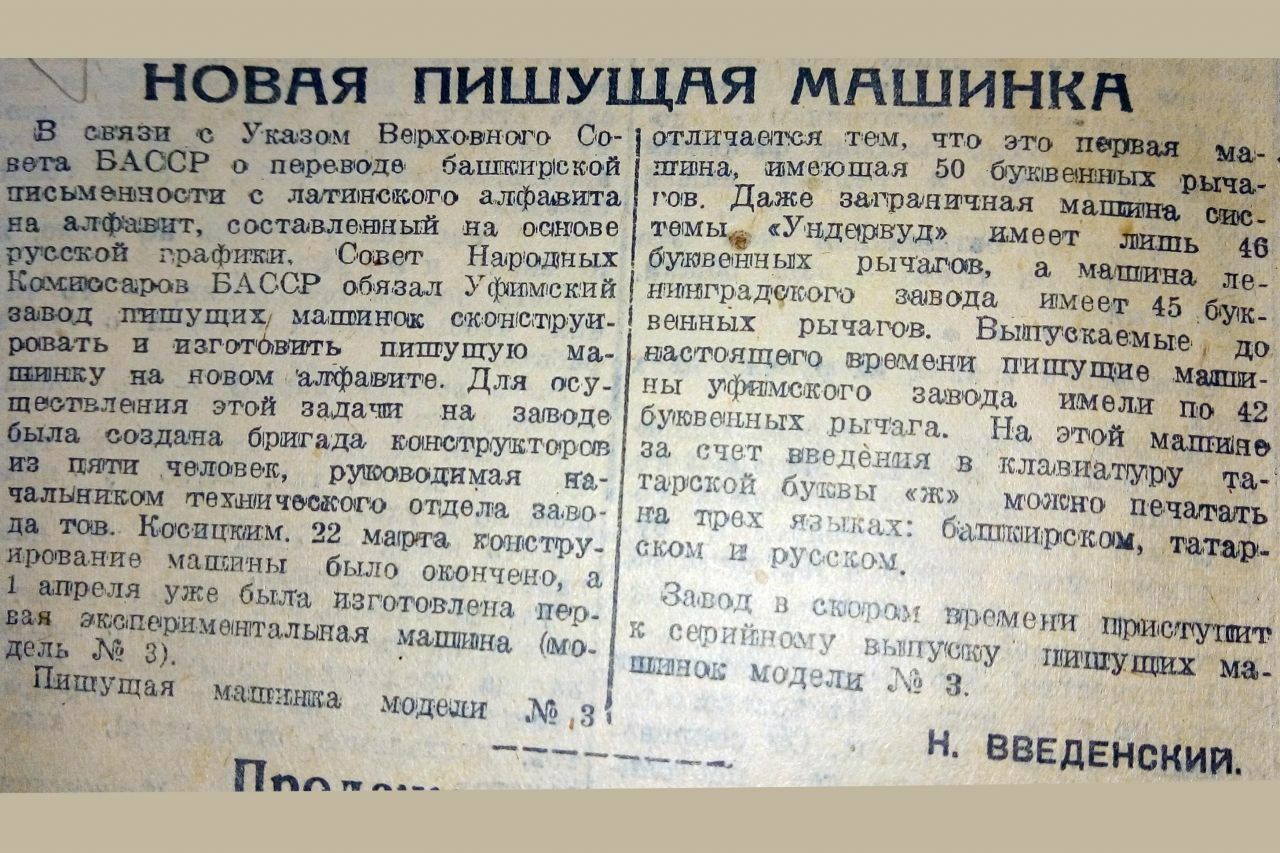 НОВАЯ ПИШУЩАЯ МАШИНКА
В связи с Указом Верховного Со-
вета БАССР о переводе башкирской
письменности с латинского алфавита
на алфавит, составленный на основе
русской графики, Совет Народных
Комиссаров БАССР обязал Уфимский
завод пишущих машинок сконструи-
ровать и изготовить пишущую ма-
шинку на новом алфавите. Для осу-
ществления этой задачи на заводе
была создана бригада конструкторов
из пяти человек, руководимая на-
чальником технического отдела заво-
да тов. Косицким. 22 марта констру-
ирование машины было окончено, а
1 апреля уже была изготовлена пер-
вая экспериментальная машина (мо-
дель № 3).
Пишущая машинка модели № 3
отличается тем, что это первая ма-
шина, имеющая 50 буквенных рыча-
гов. Даже заграничная машина сис-
темы «Ундервуд» имеет лишь 46
буквенных рычагов, а машина ле-
нинградского завода имеет 45 бук-
венных рычагов. Выпускаемые до
настоящего времени пишущие маши-
ны уфимского завода имели по 42
буквенных рычага. На этой машине
за счет введения в клавиатуру та-
тарской буквы «Ж» можно печатать
на трех языках: башкирском, татар-
ском и русском.
Завод в скором времени приступит
к серийному выпуску пишущих ма-
шинок модели № 3.
Н. ВВЕДЕНСКИЙ.